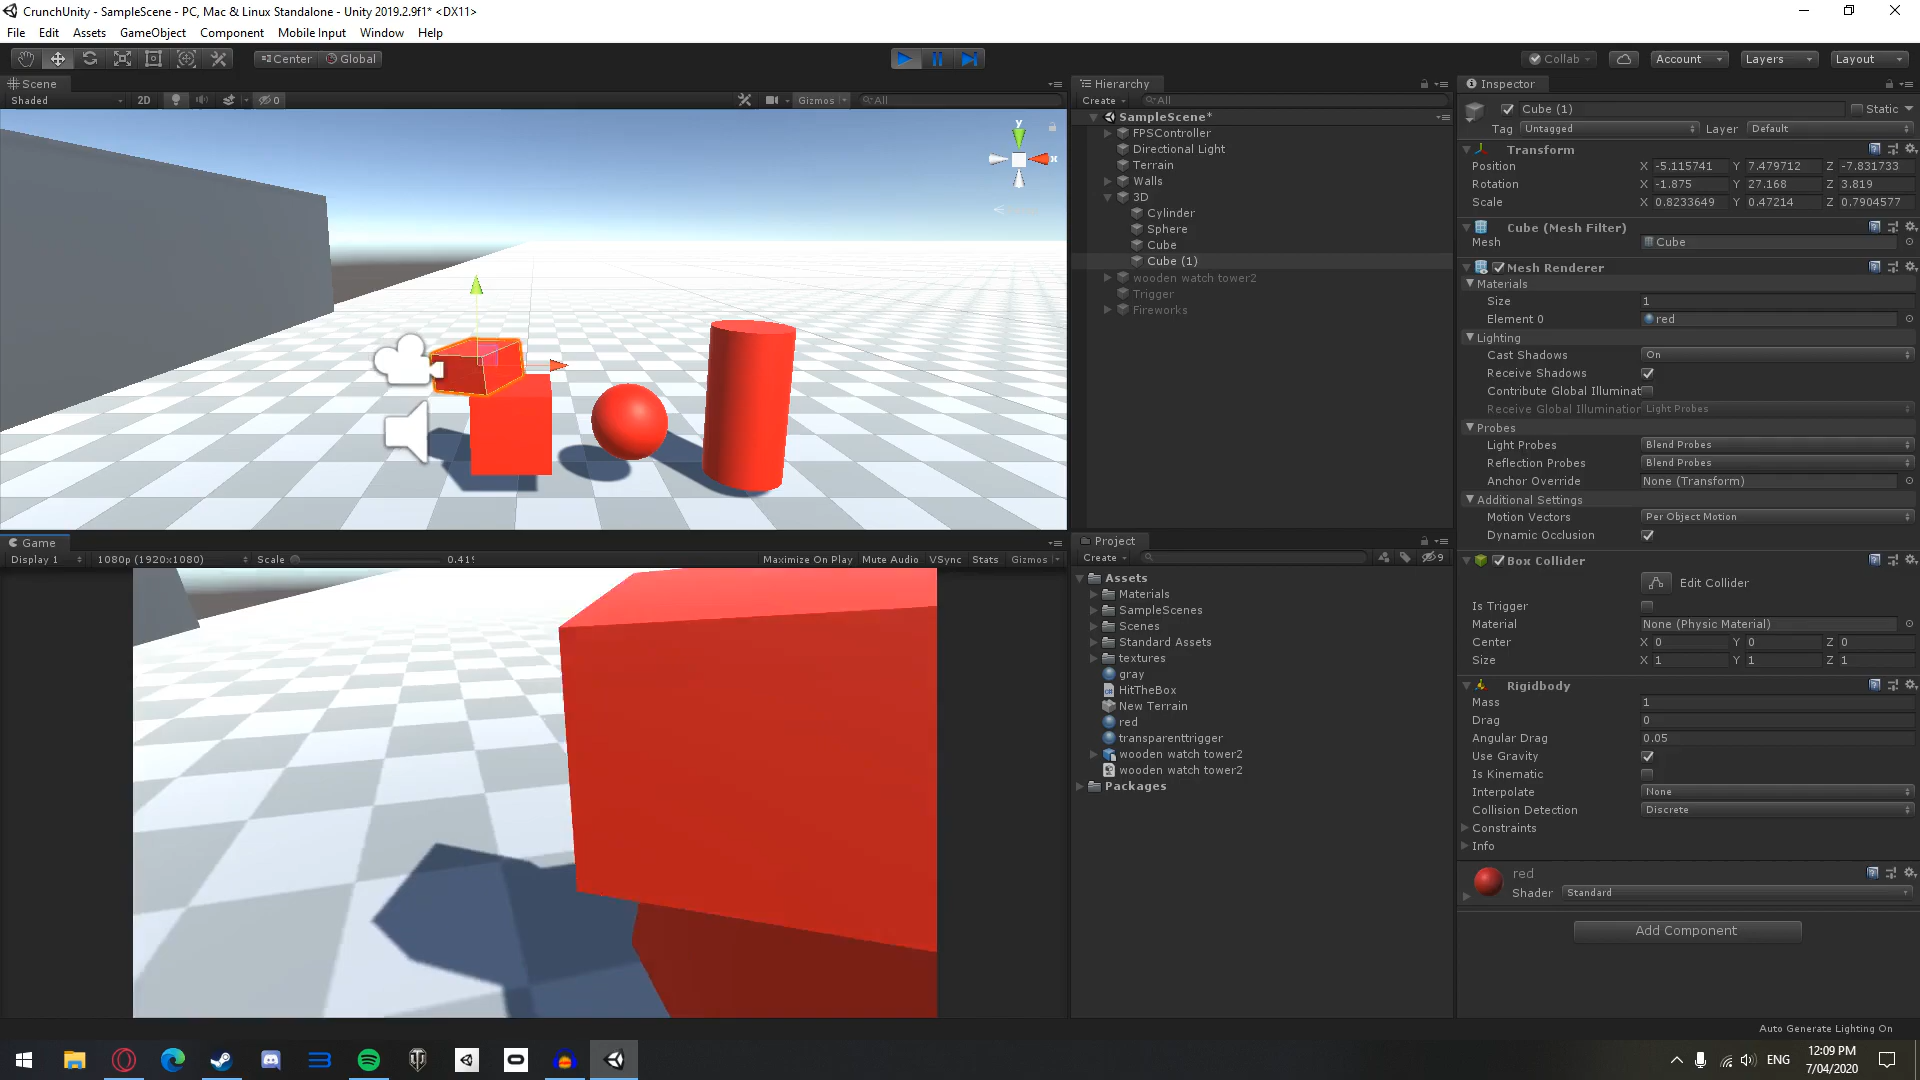 CrunchUnity - SampleScene - PC, Mac & Linux Standalone - Unity 2019.2.9f1* <DX11>
File Edit Assets GameObject Component Mobile Input Window Help
Center Global
Collab Account Layers Layout
Scene
Shaded 2D 0 Gizmos All
y
x
Game
Display 1 1080p (1920x1080) Scale 0.419 Maximize On Play Mute Audio VSync Stats Gizmos
Hierarchy
Create All
SampleScene*
FPSController
Directional Light
Terrain
Walls
3D
Cylinder
Sphere
Cube
Cube (1)
wooden watch tower2
Trigger
Fireworks
Project
Create 9
Assets
Materials
SampleScenes
Scenes
Standard Assets
textures
gray
HitTheBox
New Terrain
red
transparenttrigger
wooden watch tower2
wooden watch tower2
Packages
Inspector
Cube (1) Static
Tag Untagged Layer Default
Transform
Position X -5.115741 Y 7.479712 Z -7.831733
Rotation X -1.875 Y 27.168 Z 3.819
Scale X 0.8233649 Y 0.47214 Z 0.7904577
Cube (Mesh Filter)
Mesh Cube
Mesh Renderer
Materials
Size 1
Element 0 red
Lighting
Cast Shadows On
Receive Shadows
Contribute Global Illuminat
Receive Global Illumination Light Probes
Probes
Light Probes Blend Probes
Reflection Probes Blend Probes
Anchor Override None (Transform)
Additional Settings
Motion Vectors Per Object Motion
Dynamic Occlusion
Box Collider
Edit Collider
Is Trigger
Material None (Physic Material)
Center X 0 Y 0 Z 0
Size X 1 Y 1 Z 1
Rigidbody
Mass 1
Drag 0
Angular Drag 0.05
Use Gravity
Is Kinematic
Interpolate None
Collision Detection Discrete
Constraints
Info
red
Shader Standard
Add Component
Auto Generate Lighting On
ENG 12:09 PM
7/04/2020